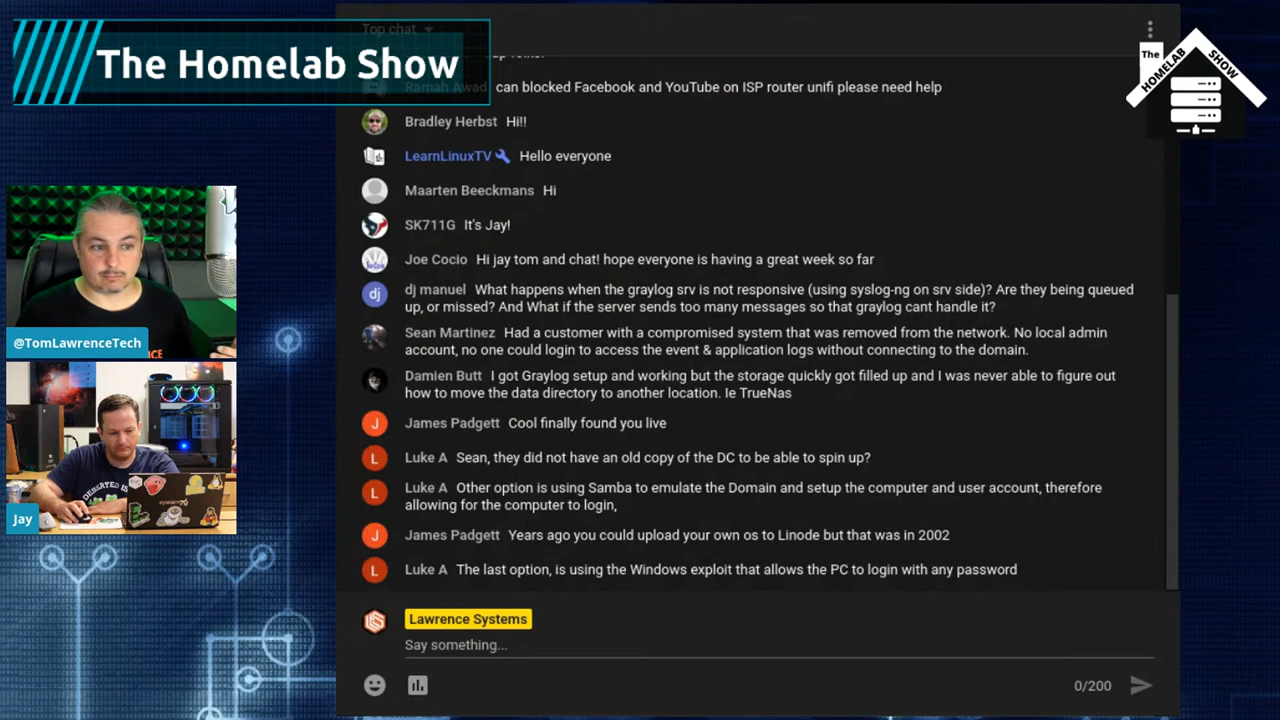 The Homelab Show
Top chat
The
HOMELAB
SHOW
Ramah Awad can blocked Facebook and YouTube on ISP router unifi please need help
Bradley Herbst Hi!!
LearnLinuxTV Hello everyone
Maarten Beeckmans Hi
SK711G It's Jay!
Joe Cocio Hi jay tom and chat! hope everyone is having a great week so far
dj
dj manuel What happens when the graylog srv is not responsive (using syslog-ng on srv side)? Are they being queued
up, or missed? And What if the server sends too many messages so that graylog cant handle it?
Sean Martinez Had a customer with a compromised system that was removed from the network. No local admin
account, no one could login to access the event & application logs without connecting to the domain.
Damien Butt I got Graylog setup and working but the storage quickly got filled up and I was never able to figure out
how to move the data directory to another location. Ie TrueNas
J James Padgett Cool finally found you live
L Luke A Sean, they did not have an old copy of the DC to be able to spin up?
L Luke A Other option is using Samba to emulate the Domain and setup the computer and user account, therefore
allowing for the computer to login,
J James Padgett Years ago you could upload your own os to Linode but that was in 2002
L Luke A The last option, is using the Windows exploit that allows the PC to login with any password
Lawrence Systems
Say something...
0/200
@TomLawrenceTech
Jay